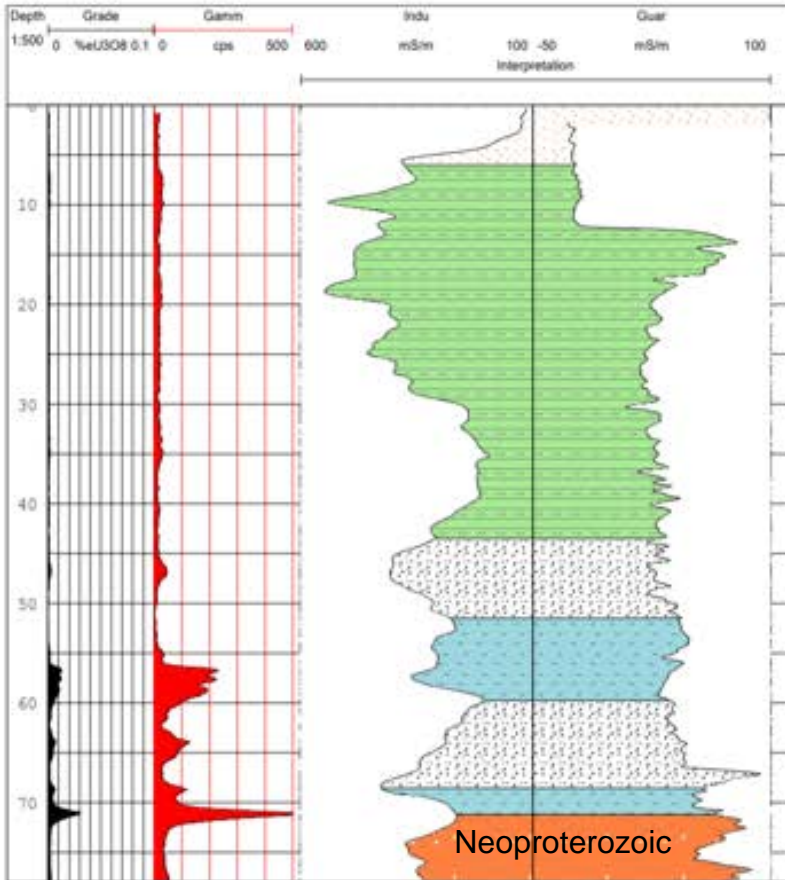 Depth Grade Gamm Indu Guar
1:500 0 %eU3O8 0.1 0 cps 500 600 mS/m 100 -50 mS/m 100
Interpretation
0
10
20
30
40
50
60
70
Neoproterozoic